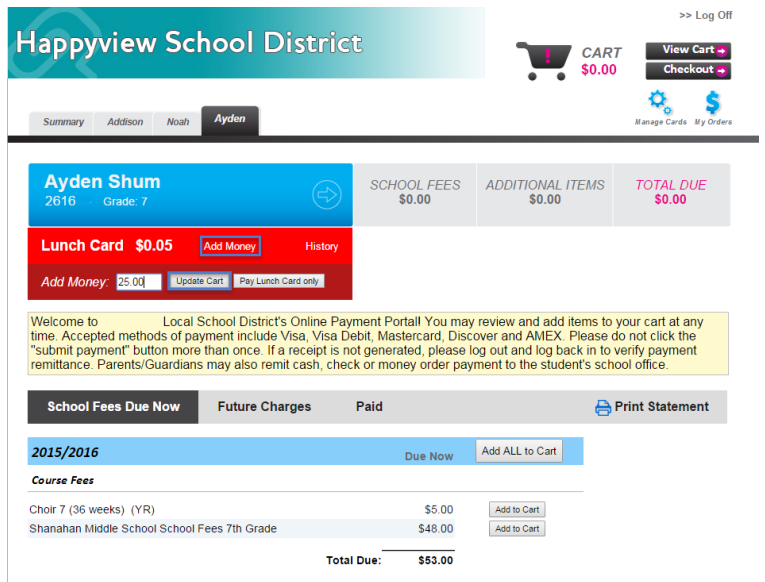 >> Log Off
Happyview School District
CART
$0.00
View Cart
Checkout
Manage Cards My Orders
Summary Addison Noah Ayden
Ayden Shum
2616 Grade: 7
SCHOOL FEES
$0.00
ADDITIONAL ITEMS
$0.00
TOTAL DUE
$0.00
Lunch Card $0.05 Add Money History
Add Money: 25.00 Update Cart Pay Lunch Card only
Welcome to Local School District's Online Payment Portal! You may review and add items to your cart at any
time. Accepted methods of payment include Visa, Visa Debit, Mastercard, Discover and AMEX. Please do not click the
"submit payment" button more than once. If a receipt is not generated, please log out and log back in to verify payment
remittance. Parents/Guardians may also remit cash, check or money order payment to the student's school office.
School Fees Due Now Future Charges Paid Print Statement
2015/2016 Due Now Add ALL to Cart
Course Fees
Choir 7 (36 weeks) (YR) $5.00 Add to Cart
Shanahan Middle School School Fees 7th Grade $48.00 Add to Cart
Total Due: $53.00